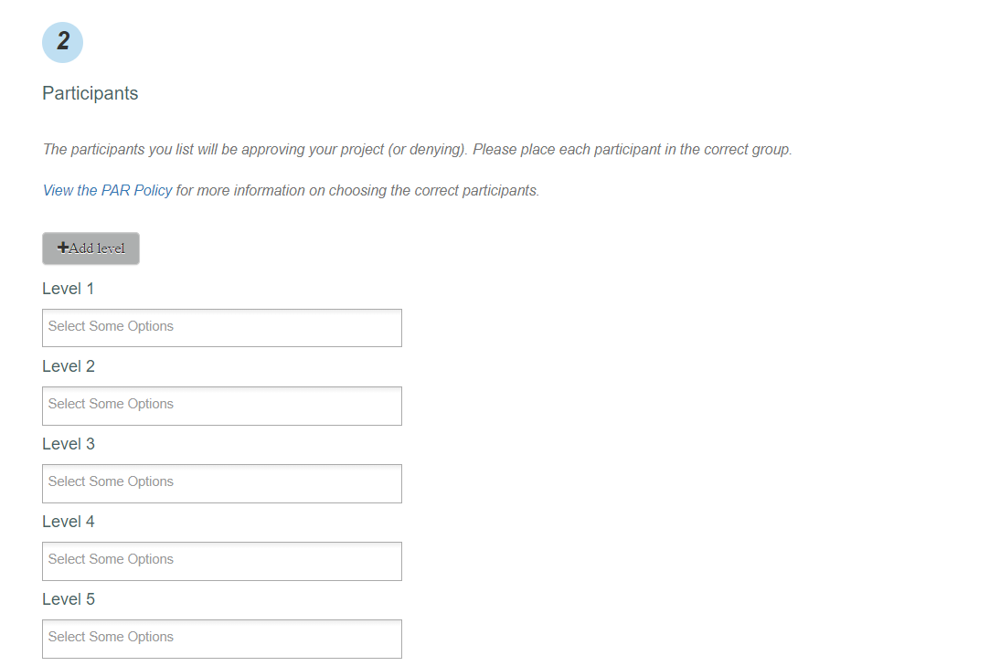 2
Participants
The participants you list will be approving your project (or denying). Please place each participant in the correct group.
View the PAR Policy for more information on choosing the correct participants.
+Add level
Level 1
Select Some Options
Level 2
Select Some Options
Level 3
Select Some Options
Level 4
Select Some Options
Level 5
Select Some Options